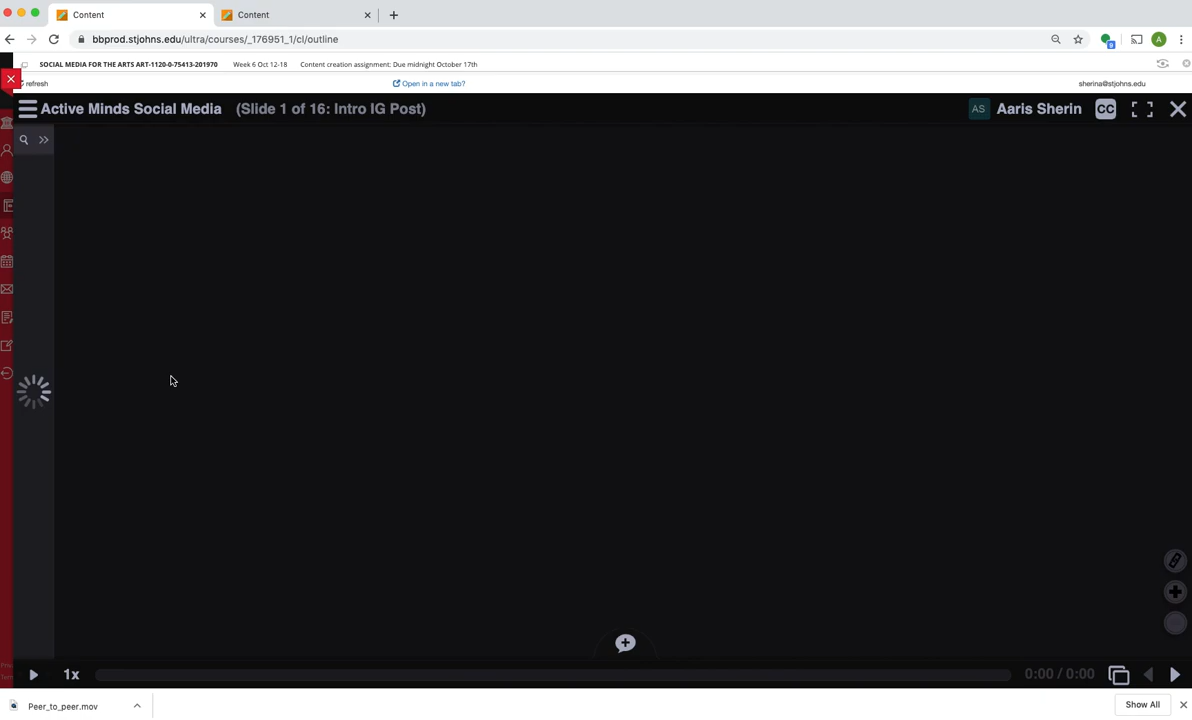 Content
Content
bbprod.stjohns.edu/ultra/courses/_176951_1/cl/outline
9
A
SOCIAL MEDIA FOR THE ARTS ART-1120-0-75413-201970 Week 6 Oct 12-18 Content creation assignment: Due midnight October 17th
refresh Open in a new tab? sherina@stjohns.edu
Active Minds Social Media (Slide 1 of 16: Intro IG Post) AS Aaris Sherin CC
1x 0:00 / 0:00
Peer_to_peer.mov Show All